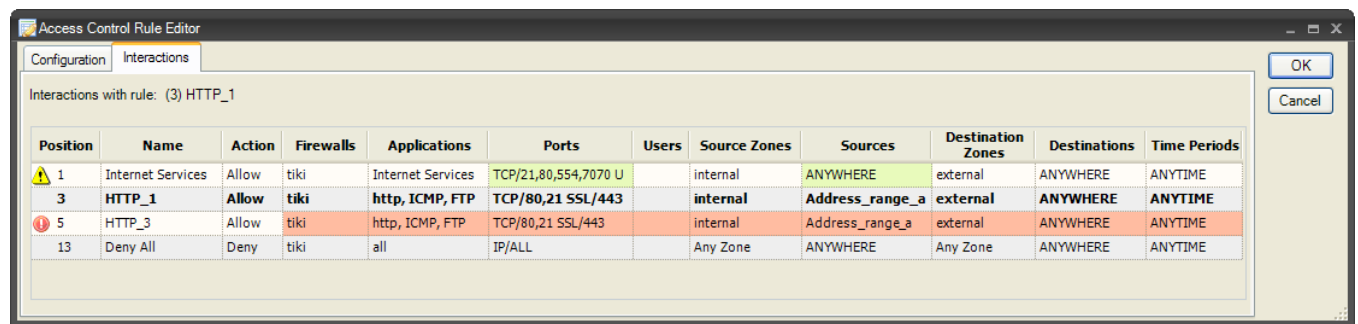 Access Control Rule Editor
Configuration Interactions
OK
Interactions with rule: (3) HTTP_1
Cancel
Position Name Action Firewalls Applications Ports Users Source Zones Sources Destination Zones Destinations Time Periods
1 Internet Services Allow tiki Internet Services TCP/21,80,554,7070 U internal ANYWHERE external ANYWHERE ANYTIME
3 HTTP_1 Allow tiki http, ICMP, FTP TCP/80,21 SSL/443 internal Address_range_a external ANYWHERE ANYTIME
5 HTTP_3 Allow tiki http, ICMP, FTP TCP/80,21 SSL/443 internal Address_range_a external ANYWHERE ANYTIME
13 Deny All Deny tiki all IP/ALL Any Zone ANYWHERE Any Zone ANYWHERE ANYTIME